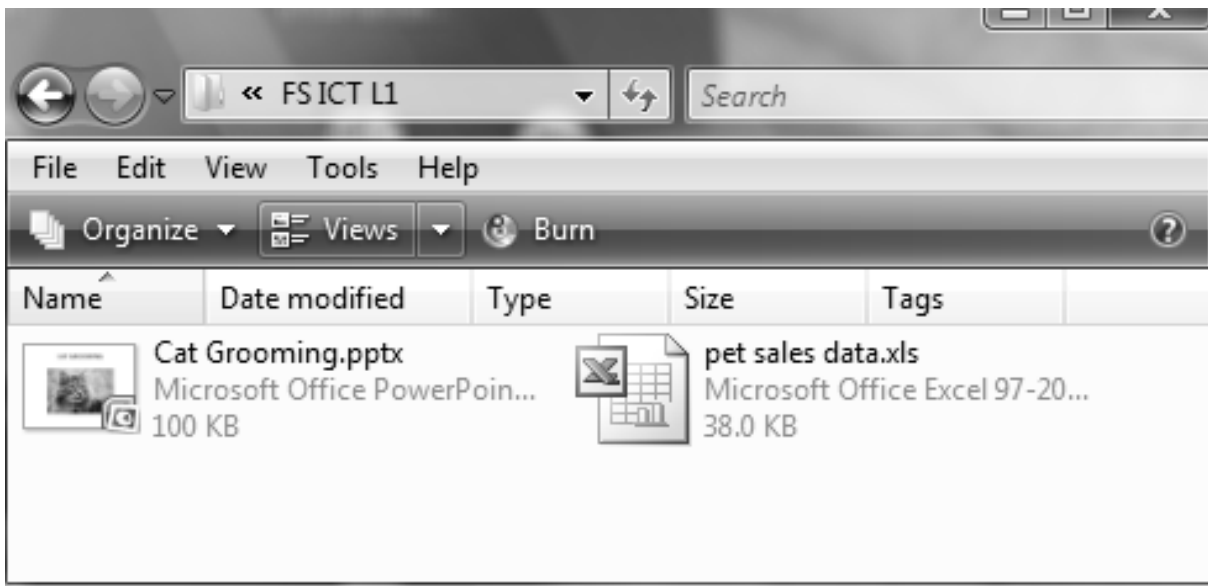 « FS ICT L1 Search
File Edit View Tools Help
Organize Views Burn
Name Date modified Type Size Tags
Cat Grooming.pptx
Microsoft Office PowerPoin...
100 KB
pet sales data.xls
Microsoft Office Excel 97-20...
38.0 KB